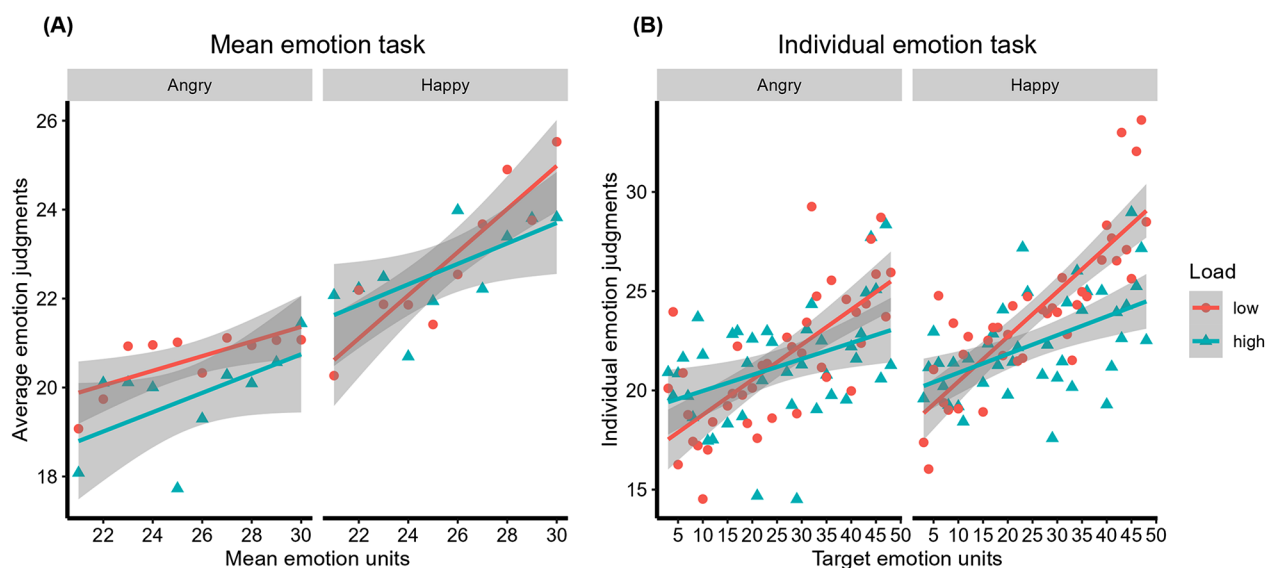 (A)
Mean emotion task
Angry
Happy
Average emotion judgments
26
24
22
20
18
22 24 26 28 30
22 24 26 28 30
Mean emotion units
(B)
Individual emotion task
Angry
Happy
Individual emotion judgments
30
25
20
15
5 10 15 20 25 30 35 40 45 50
5 10 15 20 25 30 35 40 45 50
Target emotion units
Load
low
high